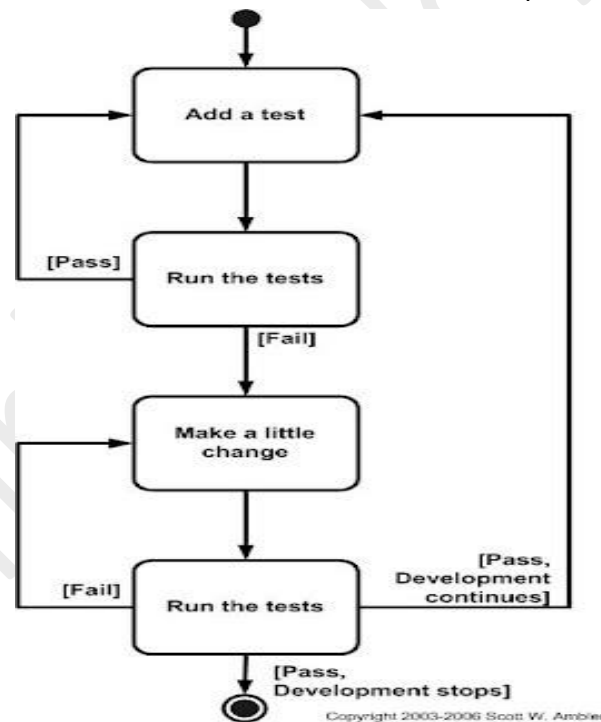 Add a test
[Pass]
Run the tests
[Fail]
Make a little
change
[Fail]
Run the tests
[Pass,
Development
continues]
[Pass,
Development stops]
Copyright 2003-2006 Scott W. Ambler